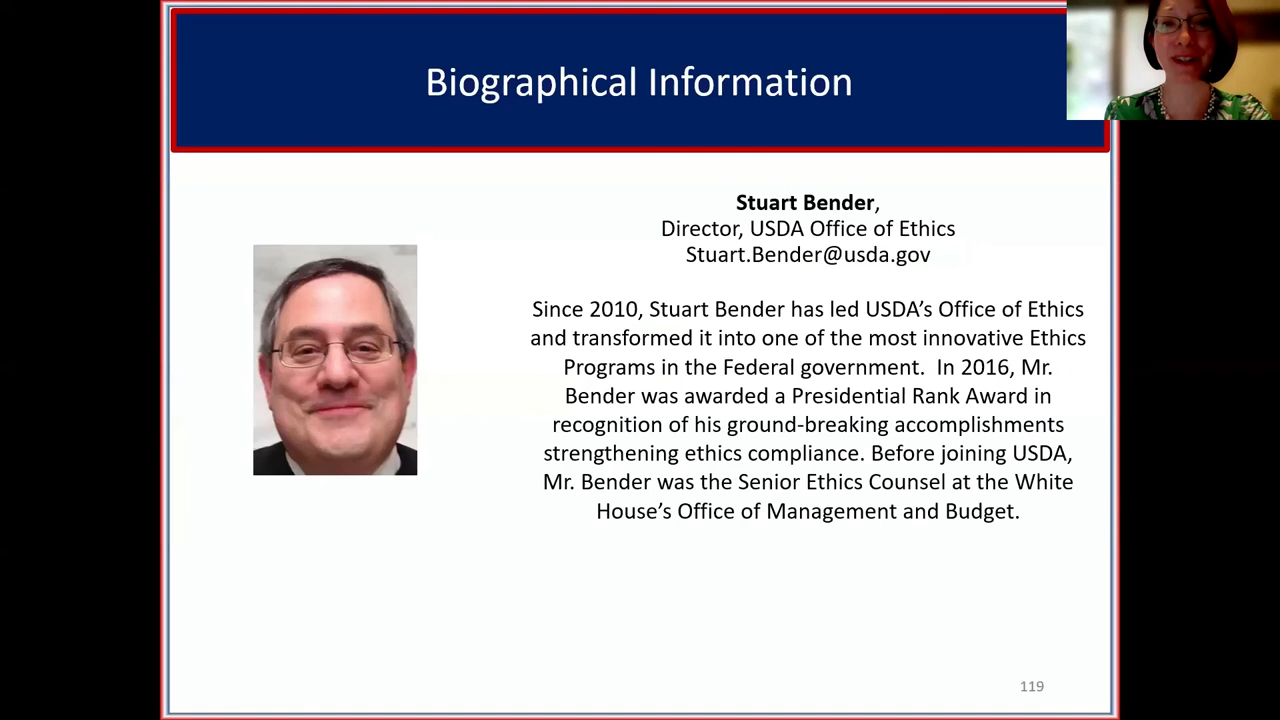 Biographical Information
Stuart Bender,
Director, USDA Office of Ethics
Stuart.Bender@usda.gov
Since 2010, Stuart Bender has led USDA’s Office of Ethics
and transformed it into one of the most innovative Ethics
Programs in the Federal government.  In 2016, Mr.
Bender was awarded a Presidential Rank Award in
recognition of his ground-breaking accomplishments
strengthening ethics compliance. Before joining USDA,
Mr. Bender was the Senior Ethics Counsel at the White
House’s Office of Management and Budget.
119